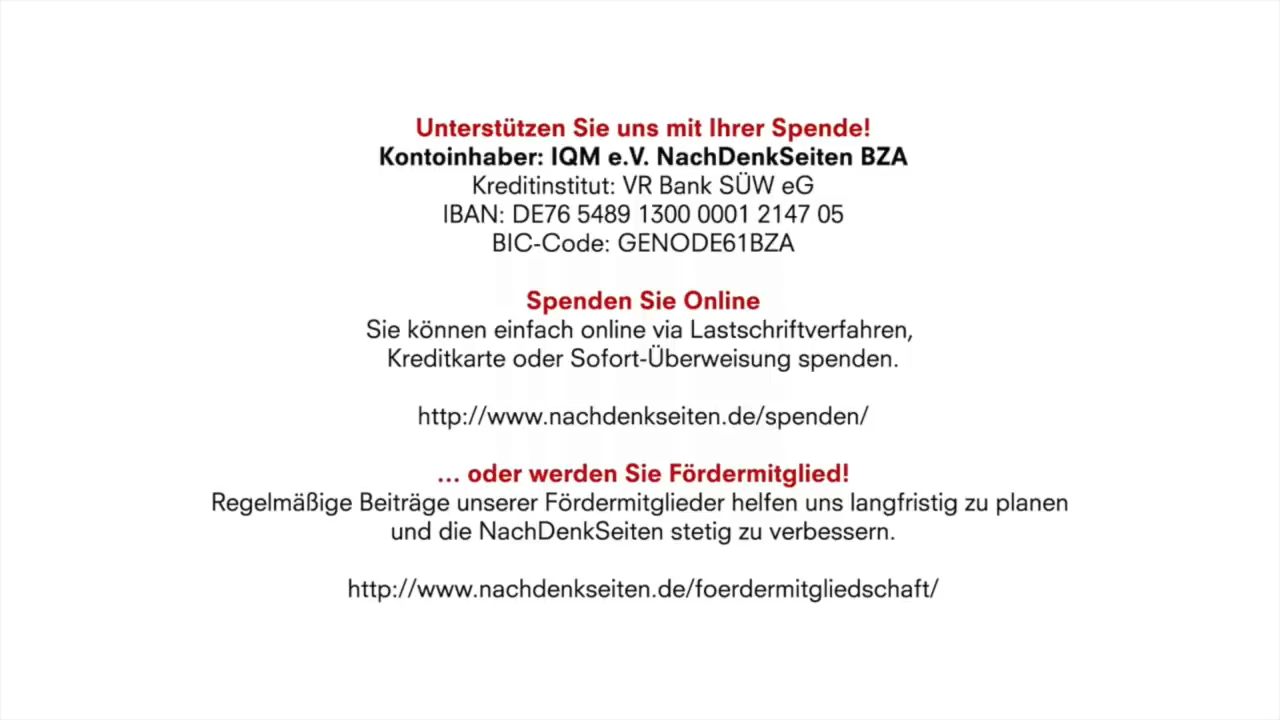 Unterstützen Sie uns mit Ihrer Spende!
Kontoinhaber: IQM e.V. NachDenkSeiten BZA
Kreditinstitut: VR Bank SÜW eG
IBAN: DE76 5489 1300 0001 2147 05
BIC-Code: GENODE61BZA
Spenden Sie Online
Sie können einfach online via Lastschriftverfahren,
Kreditkarte oder Sofort-Überweisung spenden.
http://www.nachdenkseiten.de/spenden/
... oder werden Sie Fördermitglied!
Regelmäßige Beiträge unserer Fördermitglieder helfen uns langfristig zu planen
und die NachDenkSeiten stetig zu verbessern.
http://www.nachdenkseiten.de/foerdermitgliedschaft/